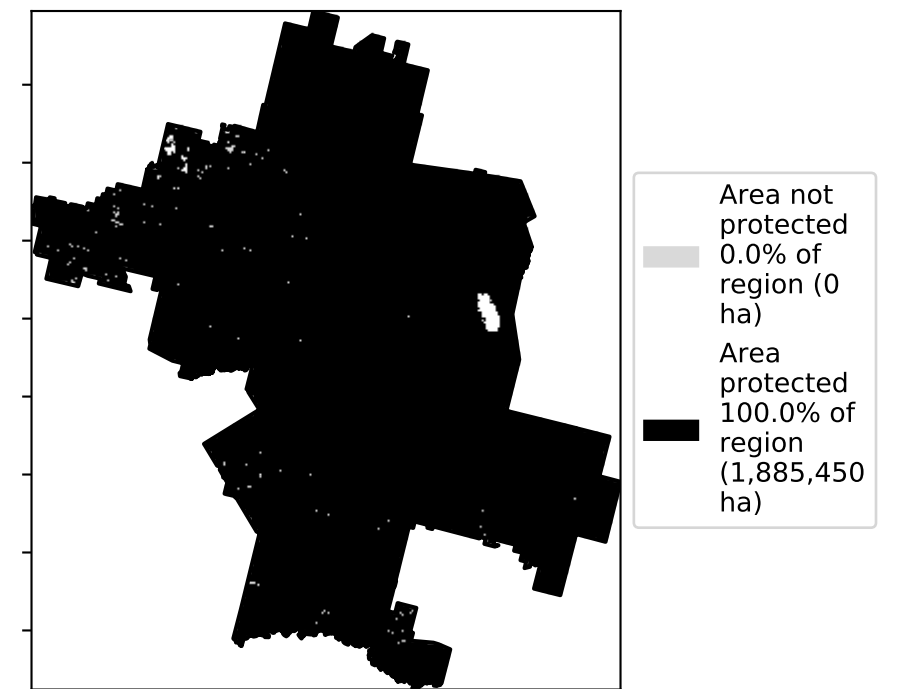 Area not
protected
0.0% of
region (0
ha)
Area
protected
100.0% of
region
(1,885,450
ha)